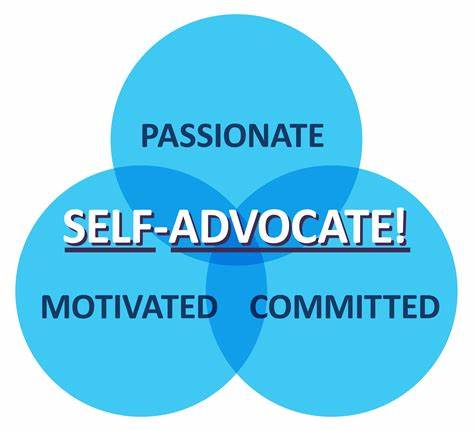 PASSIONATE
SELF-ADVOCATE!
MOTIVATED COMMITTED